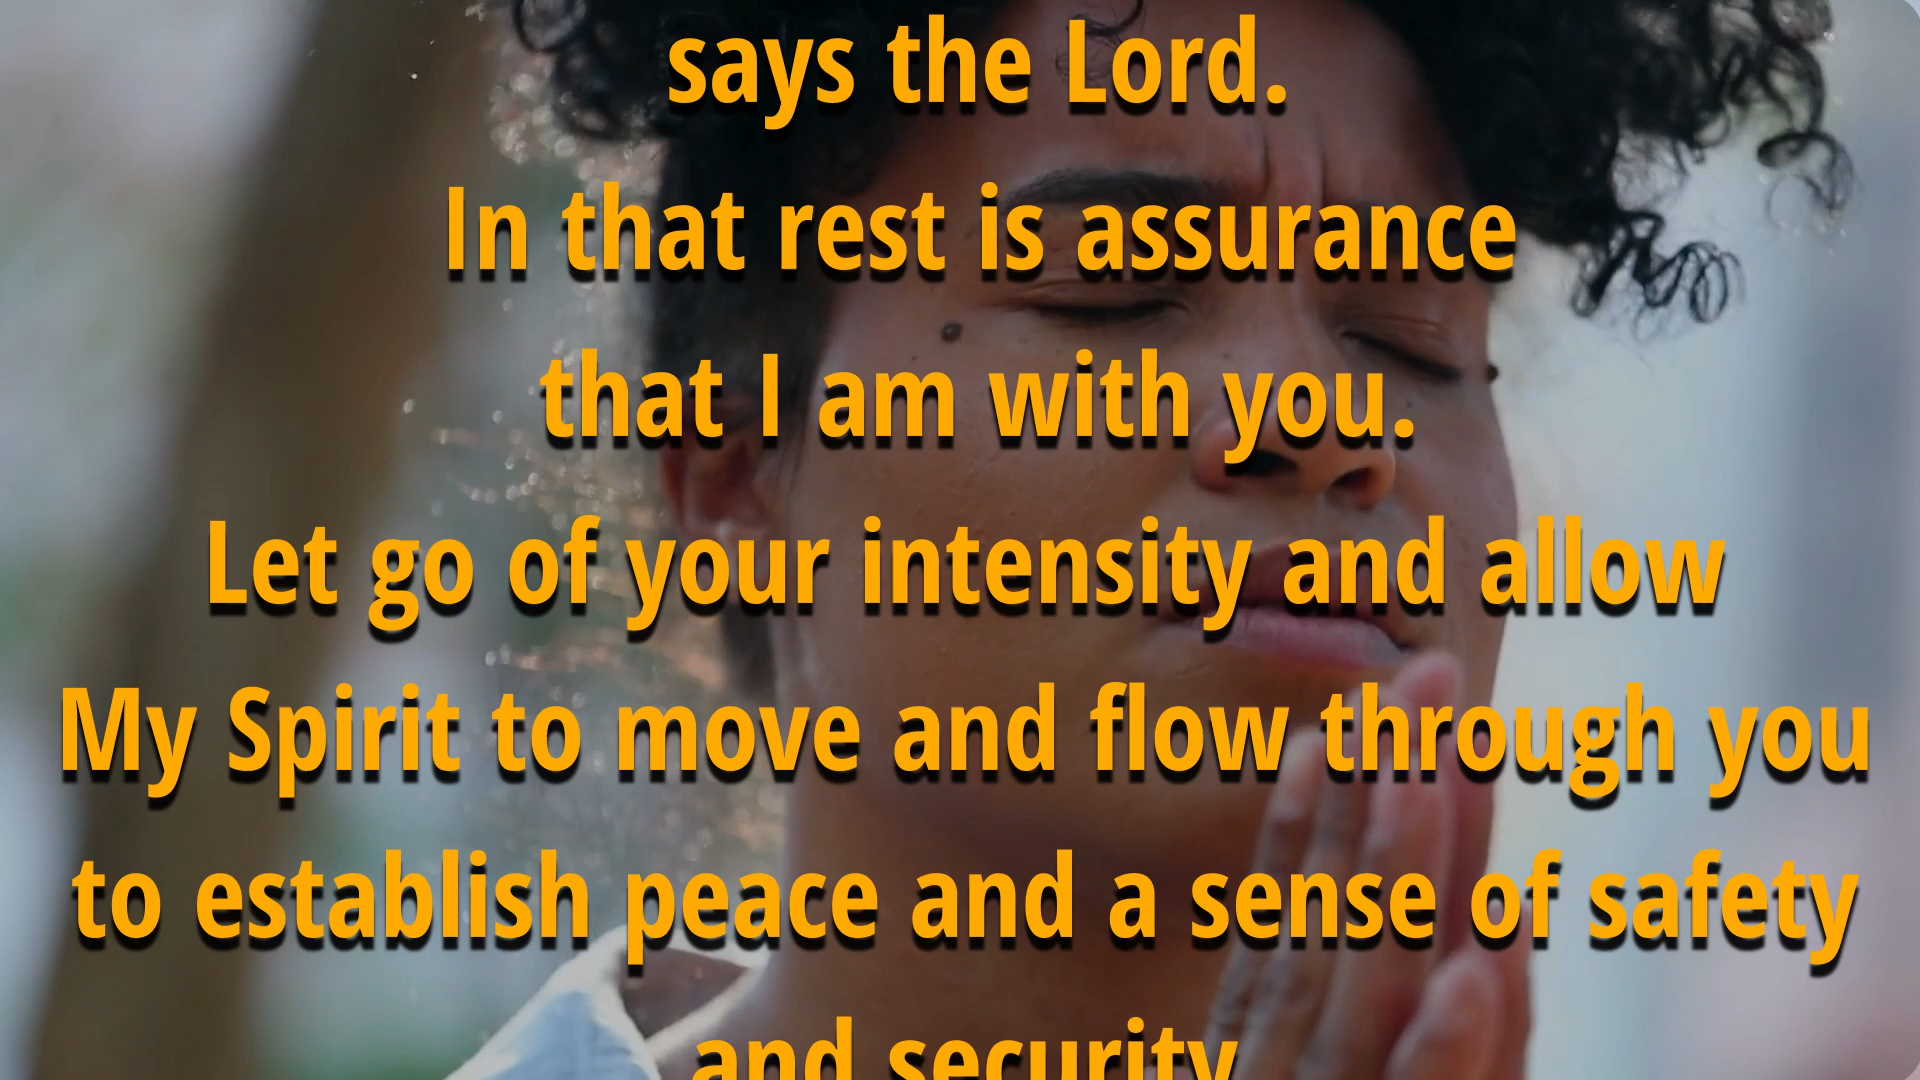 says the Lord.
In that rest is assurance
that I am with you.
Let go of your intensity and allow
My Spirit to move and flow through you
to establish peace and a sense of safety
and security